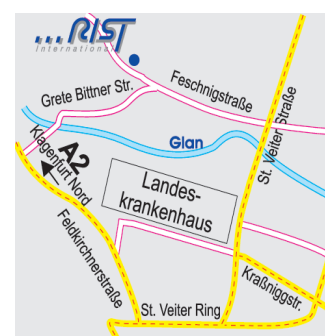 ...RIST
International
Grete Bittner Str.
Feschnigstraße
St. Veiter Straße
Glan
A2
Klagenfurt Nord
Landes-
krankenhaus
Feldkirchnerstraße
Kraßniggstr.
St. Veiter Ring